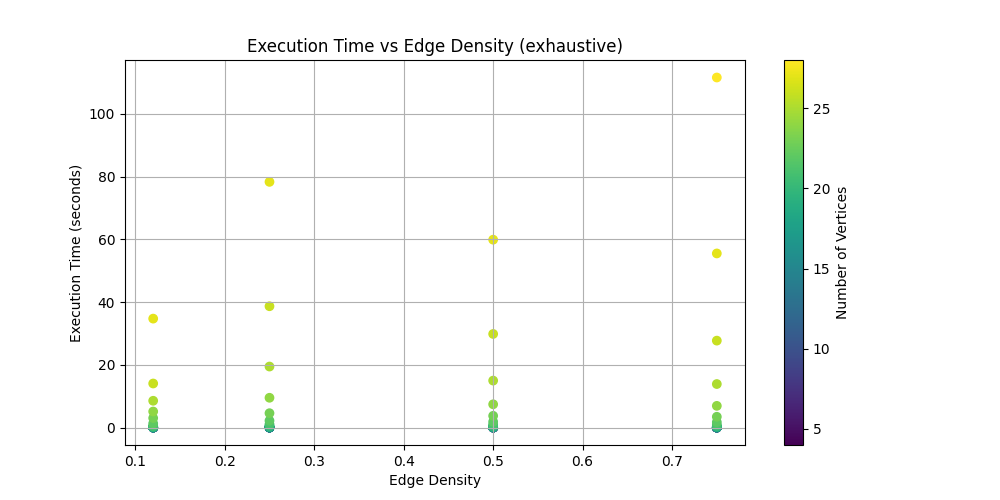 Execution Time vs Edge Density (exhaustive)
Execution Time (seconds)
100
80
60
40
20
0
0.1 0.2 0.3 0.4 0.5 0.6 0.7
Edge Density
25
20
15
10
5
Number of Vertices